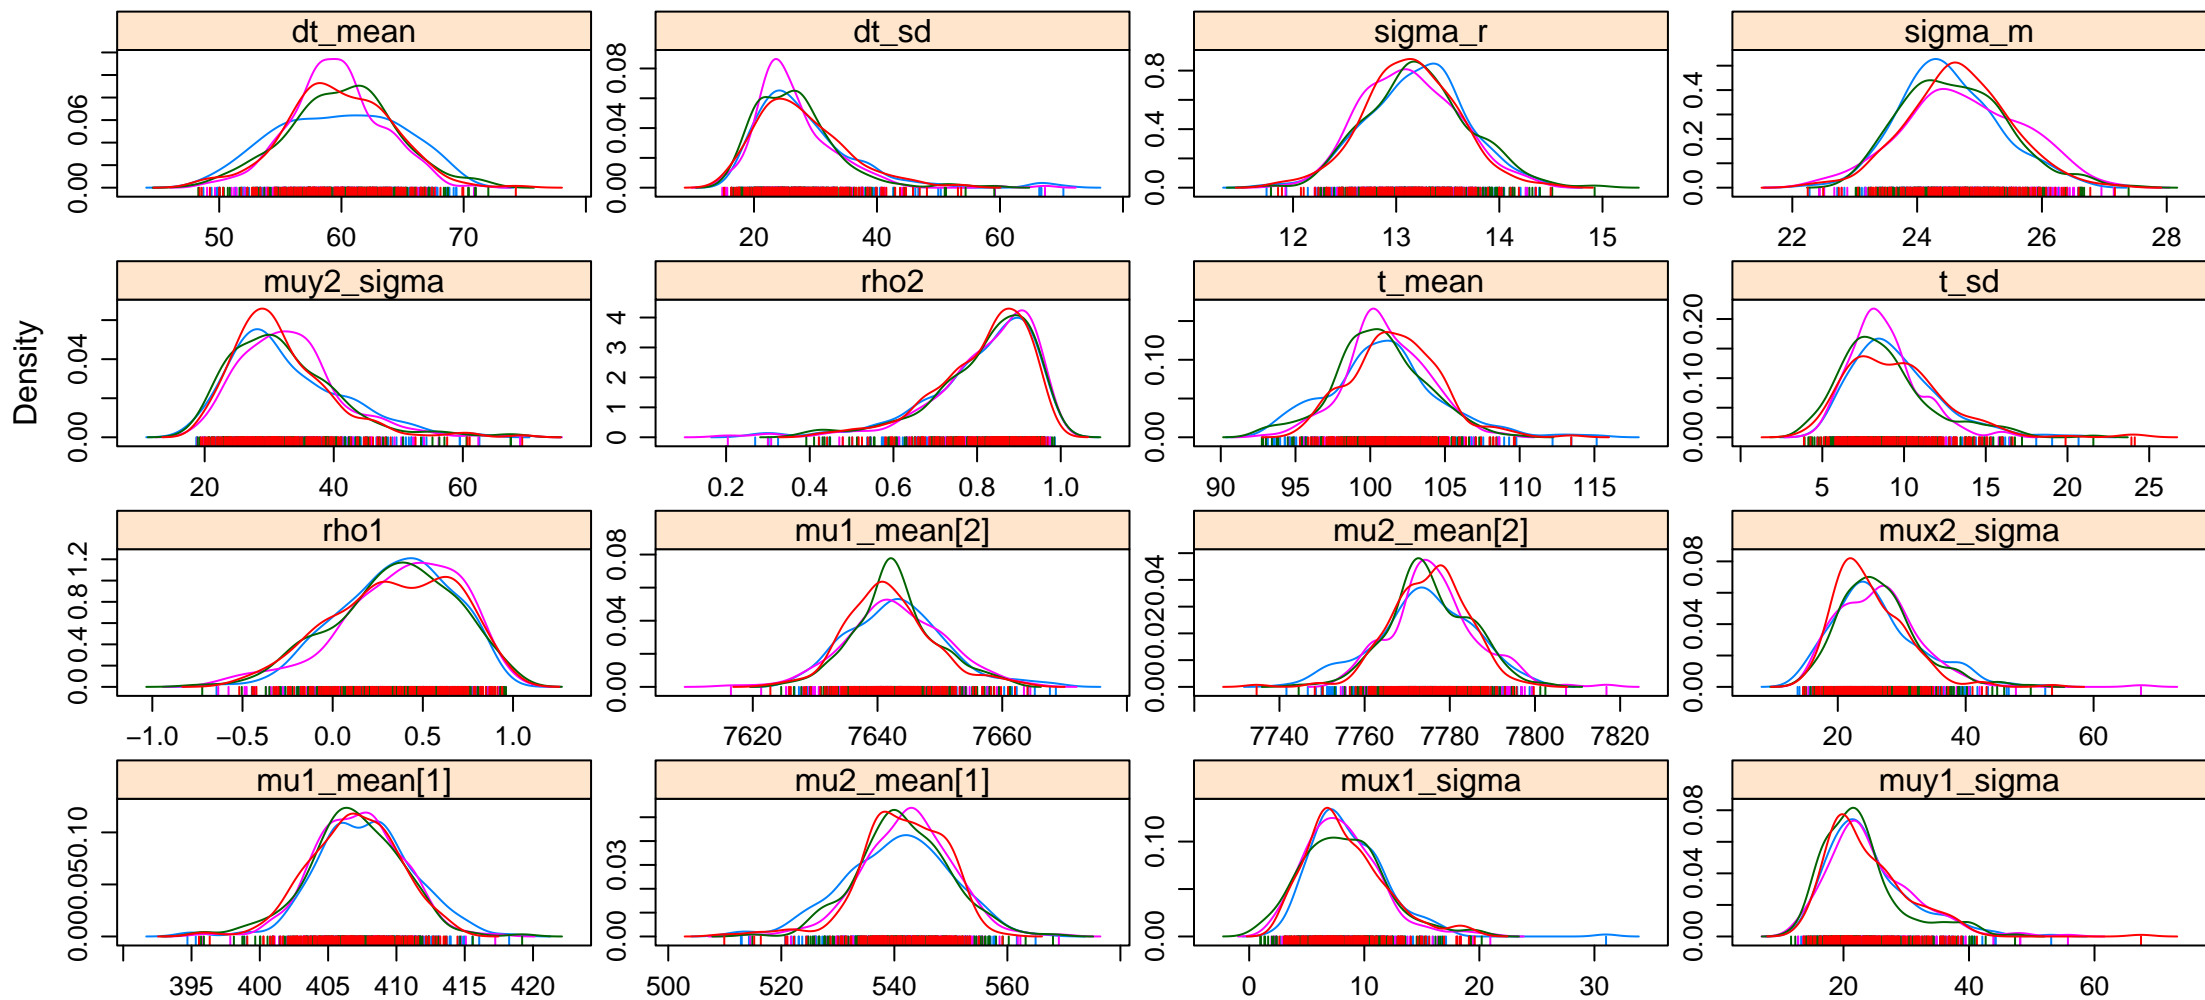 dt_mean dt_sd sigma_r sigma_m
0.00 0.06 0.00 0.04 0.08 0.0 0.4 0.8 0.0 0.2 0.4
50 60 70 20 40 60 12 13 14 15 22 24 26 28
muy2_sigma rho2 t_mean t_sd
0.00 0.04 0 1 2 3 4 0.00 0.10 0.00 0.10 0.20
20 40 60 0.2 0.4 0.6 0.8 1.0 90 95 100 105 110 115 5 10 15 20 25
Density
rho1 mu1_mean[2] mu2_mean[2] mux2_sigma
0.0 0.4 0.8 1.2 0.00 0.04 0.08 0.00 0.02 0.04 0.00 0.04 0.08
−1.0 −0.5 0.0 0.5 1.0 7620 7640 7660 7740 7760 7780 7800 7820 20 40 60
mu1_mean[1] mu2_mean[1] mux1_sigma muy1_sigma
0.00 0.05 0.10 0.00 0.03 0.00 0.10 0.00 0.04 0.08
395 400 405 410 415 420 500 520 540 560 0 10 20 30 20 40 60